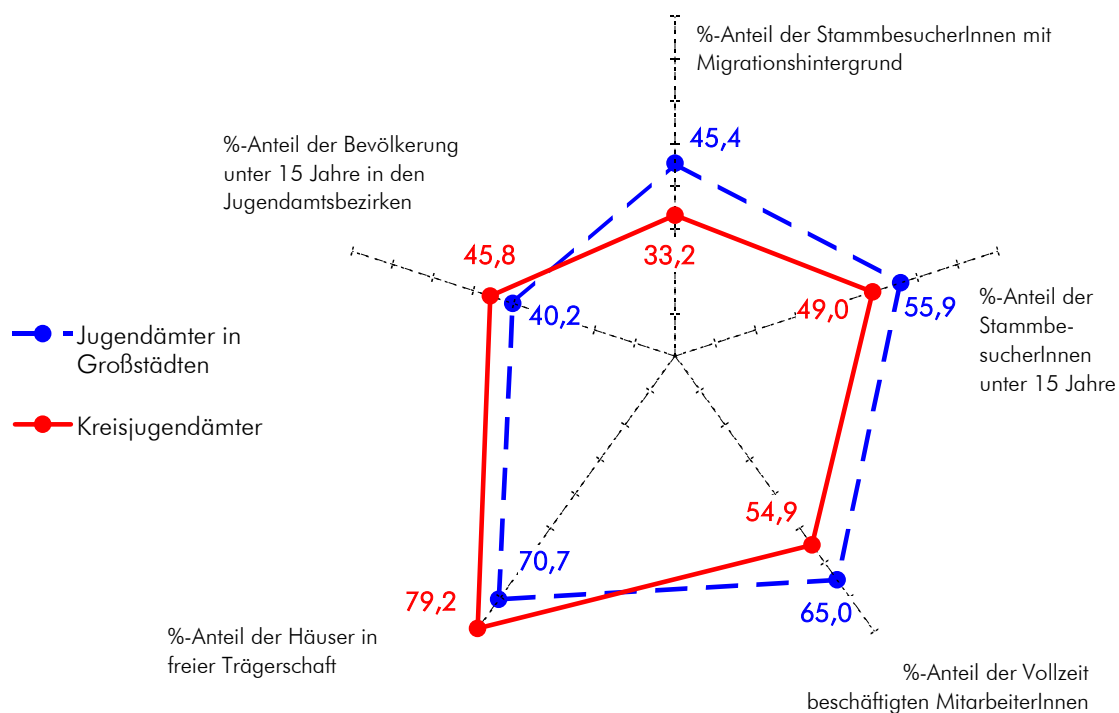 %-Anteil der StammbesucherInnen mit
Migrationshintergrund
45,4
33,2
%-Anteil der Bevölkerung
unter 15 Jahre in den
Jugendamtsbezirken
45,8
40,2
49,0
55,9
%-Anteil der
Stammbe-
sucherInnen
unter 15 Jahre
Jugendämter in
Großstädten
Kreisjugendämter
54,9
65,0
70,7
79,2
%-Anteil der Häuser in
freier Trägerschaft
%-Anteil der Vollzeit
beschäftigten MitarbeiterInnen